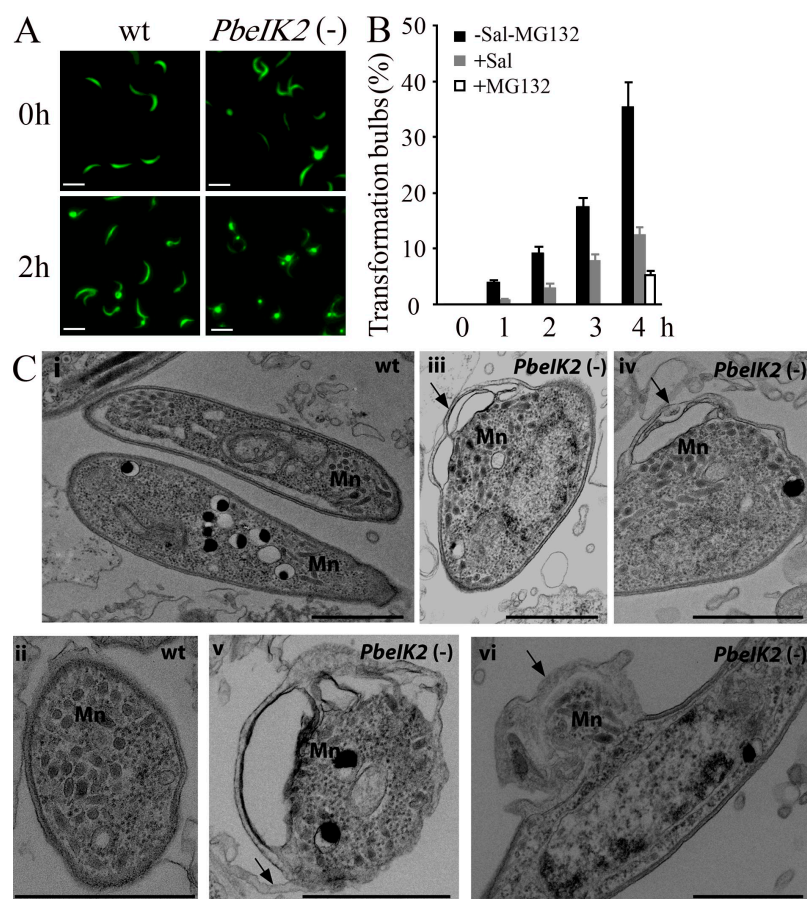 A
wt
PbeIK2 (-)
0h
2h
B
Transformation bulbs (%)
50
40
30
20
10
0
-Sal-MG132
+Sal
+MG132
0 1 2 3 4 h
C
i
wt
Mn
Mn
iii
PbeIK2 (-)
Mn
iv
PbeIK2 (-)
Mn
ii
wt
Mn
v
PbeIK2 (-)
Mn
vi
PbeIK2 (-)
Mn